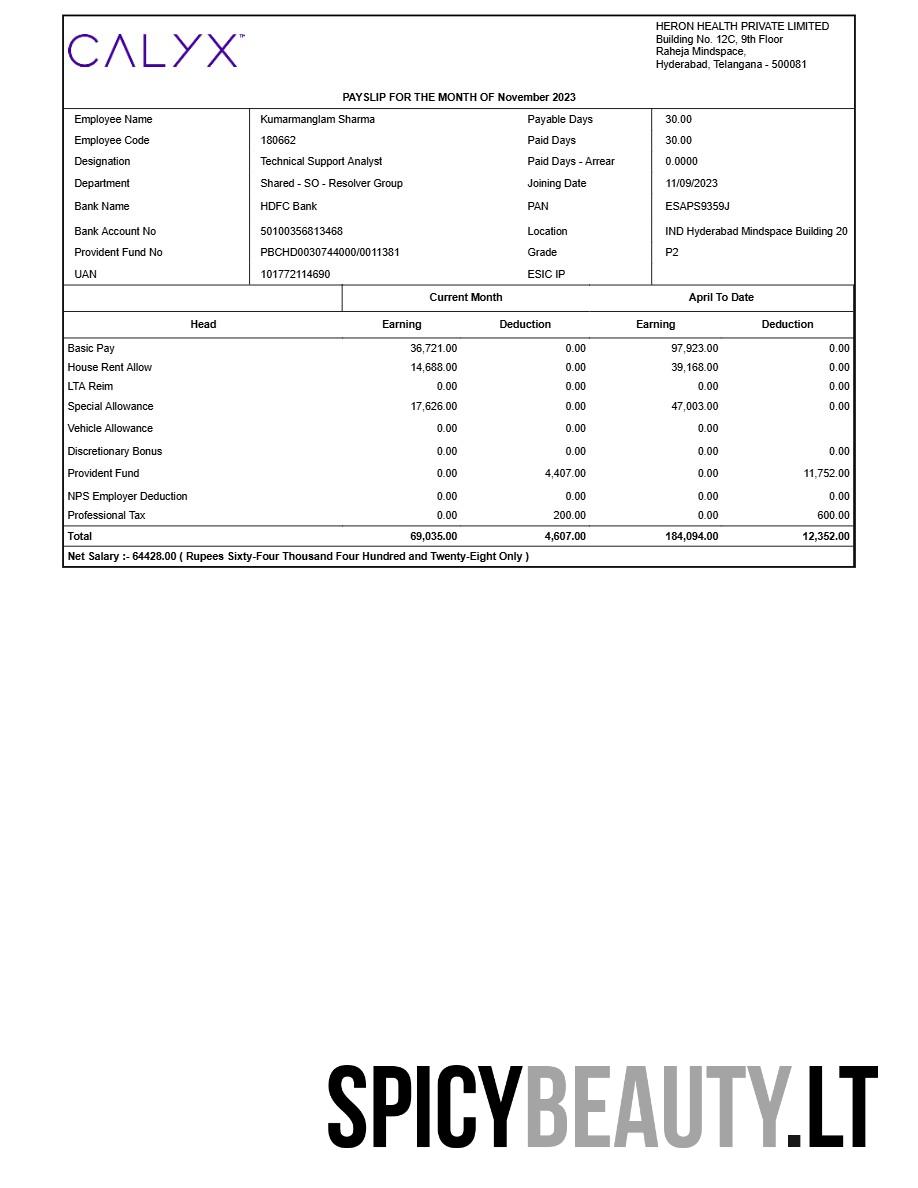 CALYX™
HERON HEALTH PRIVATE LIMITED
Building No. 12C, 9th Floor
Raheja Mindspace,
Hyderabad, Telangana - 500081
PAYSLIP FOR THE MONTH OF November 2023
Employee Name Kumarmanglam Sharma Payable Days 30.00
Employee Code 180662 Paid Days 30.00
Designation Technical Support Analyst Paid Days - Arrear 0.0000
Department Shared - SO - Resolver Group Joining Date 11/09/2023
Bank Name HDFC Bank PAN ESAPS9359J
Bank Account No 50100356813468 Location IND Hyderabad Mindspace Building 20
Provident Fund No PBCHD0030744000/0011381 Grade P2
UAN 101772114690 ESIC IP
Current Month April To Date
Head Earning Deduction Earning Deduction
Basic Pay 36,721.00 0.00 97,923.00 0.00
House Rent Allow 14,688.00 0.00 39,168.00 0.00
LTA Reim 0.00 0.00 0.00 0.00
Special Allowance 17,626.00 0.00 47,003.00 0.00
Vehicle Allowance 0.00 0.00 0.00
Discretionary Bonus 0.00 0.00 0.00 0.00
Provident Fund 0.00 4,407.00 0.00 11,752.00
NPS Employer Deduction 0.00 0.00 0.00 0.00
Professional Tax 0.00 200.00 0.00 600.00
Total 69,035.00 4,607.00 184,094.00 12,352.00
Net Salary :- 64428.00 ( Rupees Sixty-Four Thousand Four Hundred and Twenty-Eight Only )
SPICYBEAUTY.LT